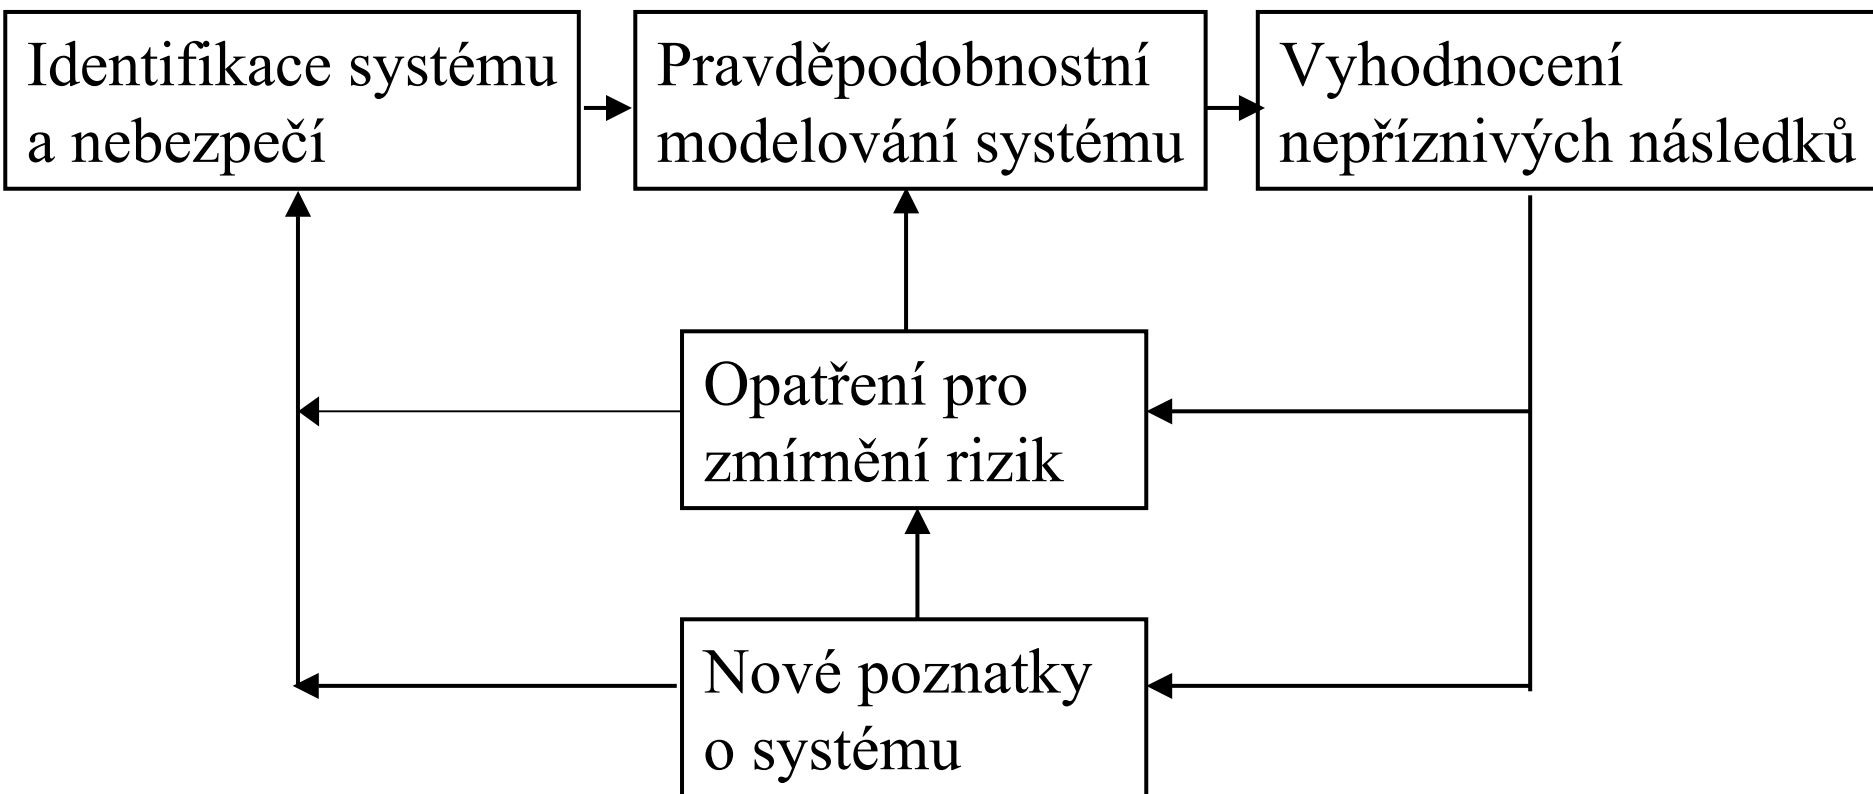 Identifikace systému
a nebezpečí
Pravděpodobnostní
modelování systému
Vyhodnocení
nepříznivých následků
Opatření pro
zmírnění rizik
Nové poznatky
o systému